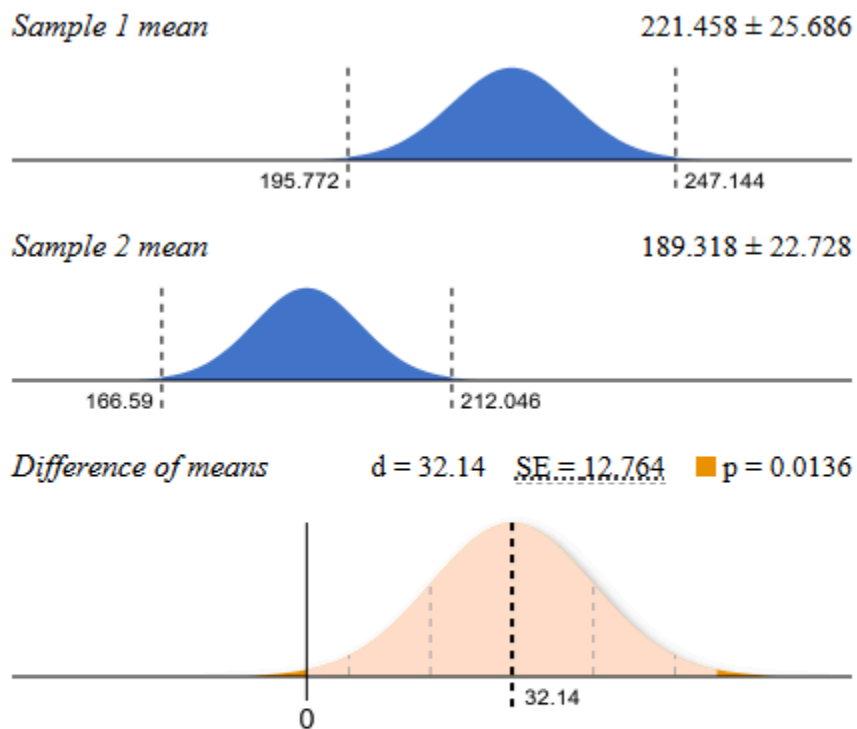 Sample 1 mean 221.458 ± 25.686
195.772 247.144
Sample 2 mean 189.318 ± 22.728
166.59 212.046
Difference of means d = 32.14 SE = 12.764 p = 0.0136
32.14
0